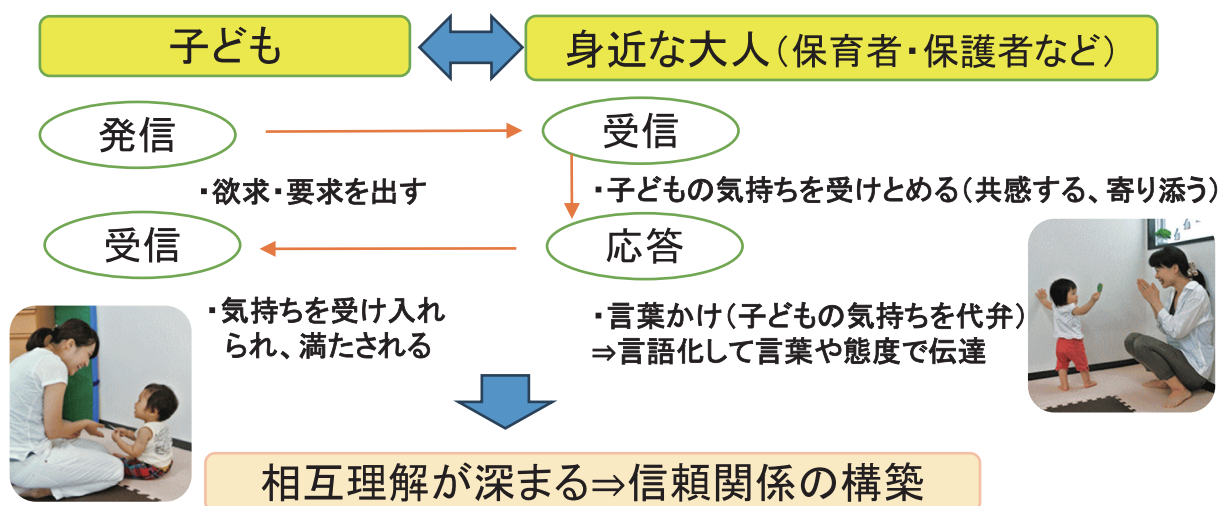 子ども
身近な大人(保育者・保護者など)
発信
受信
・欲求・要求を出す
・子どもの気持ちを受けとめる(共感する、寄り添う)
受信
応答
・気持ちを受け入れ
られ、満たされる
・言葉かけ(子どもの気持ちを代弁)
⇒言語化して言葉や態度で伝達
相互理解が深まる⇒信頼関係の構築